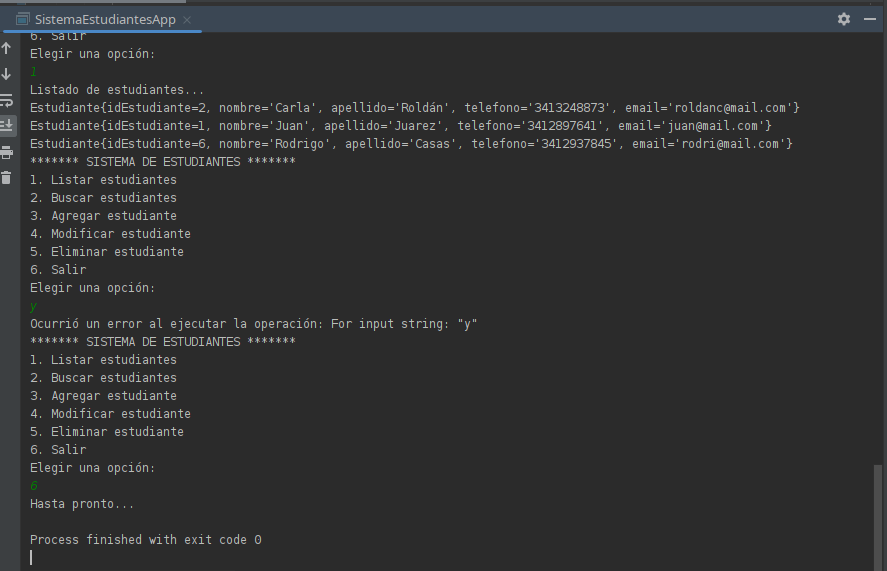 SistemaEstudiantesApp
6. Salir
Elegir una opción:
1
Listado de estudiantes...
Estudiante{idEstudiante=2, nombre='Carla', apellido='Roldán', telefono='3413248873', email='roldanc@mail.com'}
Estudiante{idEstudiante=1, nombre='Juan', apellido='Juarez', telefono='3412897641', email='juan@mail.com'}
Estudiante{idEstudiante=6, nombre='Rodrigo', apellido='Casas', telefono='3412937845', email='rodri@mail.com'}
******* SISTEMA DE ESTUDIANTES *******
1. Listar estudiantes
2. Buscar estudiantes
3. Agregar estudiante
4. Modificar estudiante
5. Eliminar estudiante
6. Salir
Elegir una opción:
y
Ocurrió un error al ejecutar la operación: For input string: "y"
******* SISTEMA DE ESTUDIANTES *******
1. Listar estudiantes
2. Buscar estudiantes
3. Agregar estudiante
4. Modificar estudiante
5. Eliminar estudiante
6. Salir
Elegir una opción:
6
Hasta pronto...
Process finished with exit code 0